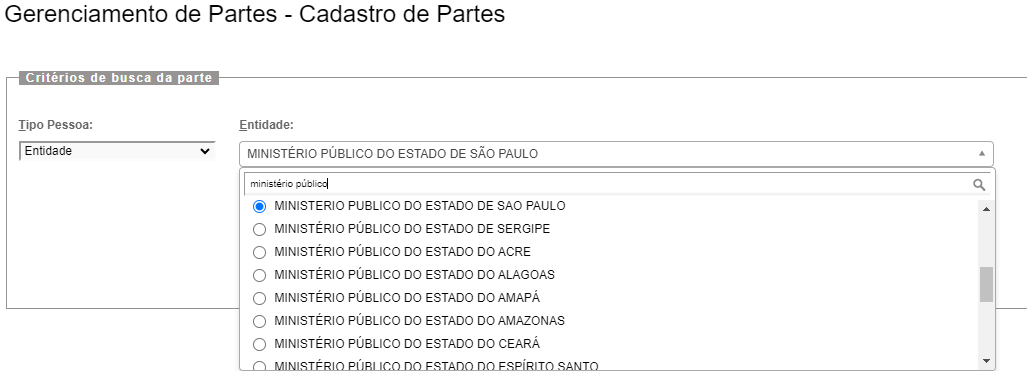 Gerenciamento de Partes - Cadastro de Partes
Critérios de busca da parte
Tipo Pessoa:
Entidade:
Entidade
MINISTÉRIO PÚBLICO DO ESTADO DE SÃO PAULO
ministério público
MINISTERIO PUBLICO DO ESTADO DE SAO PAULO
MINISTÉRIO PÚBLICO DO ESTADO DE SERGIPE
MINISTÉRIO PÚBLICO DO ESTADO DO ACRE
MINISTÉRIO PÚBLICO DO ESTADO DO ALAGOAS
MINISTÉRIO PÚBLICO DO ESTADO DO AMAPÁ
MINISTÉRIO PÚBLICO DO ESTADO DO AMAZONAS
MINISTÉRIO PÚBLICO DO ESTADO DO CEARÁ
MINISTÉRIO PÚBLICO DO ESTADO DO ESPÍRITO SANTO